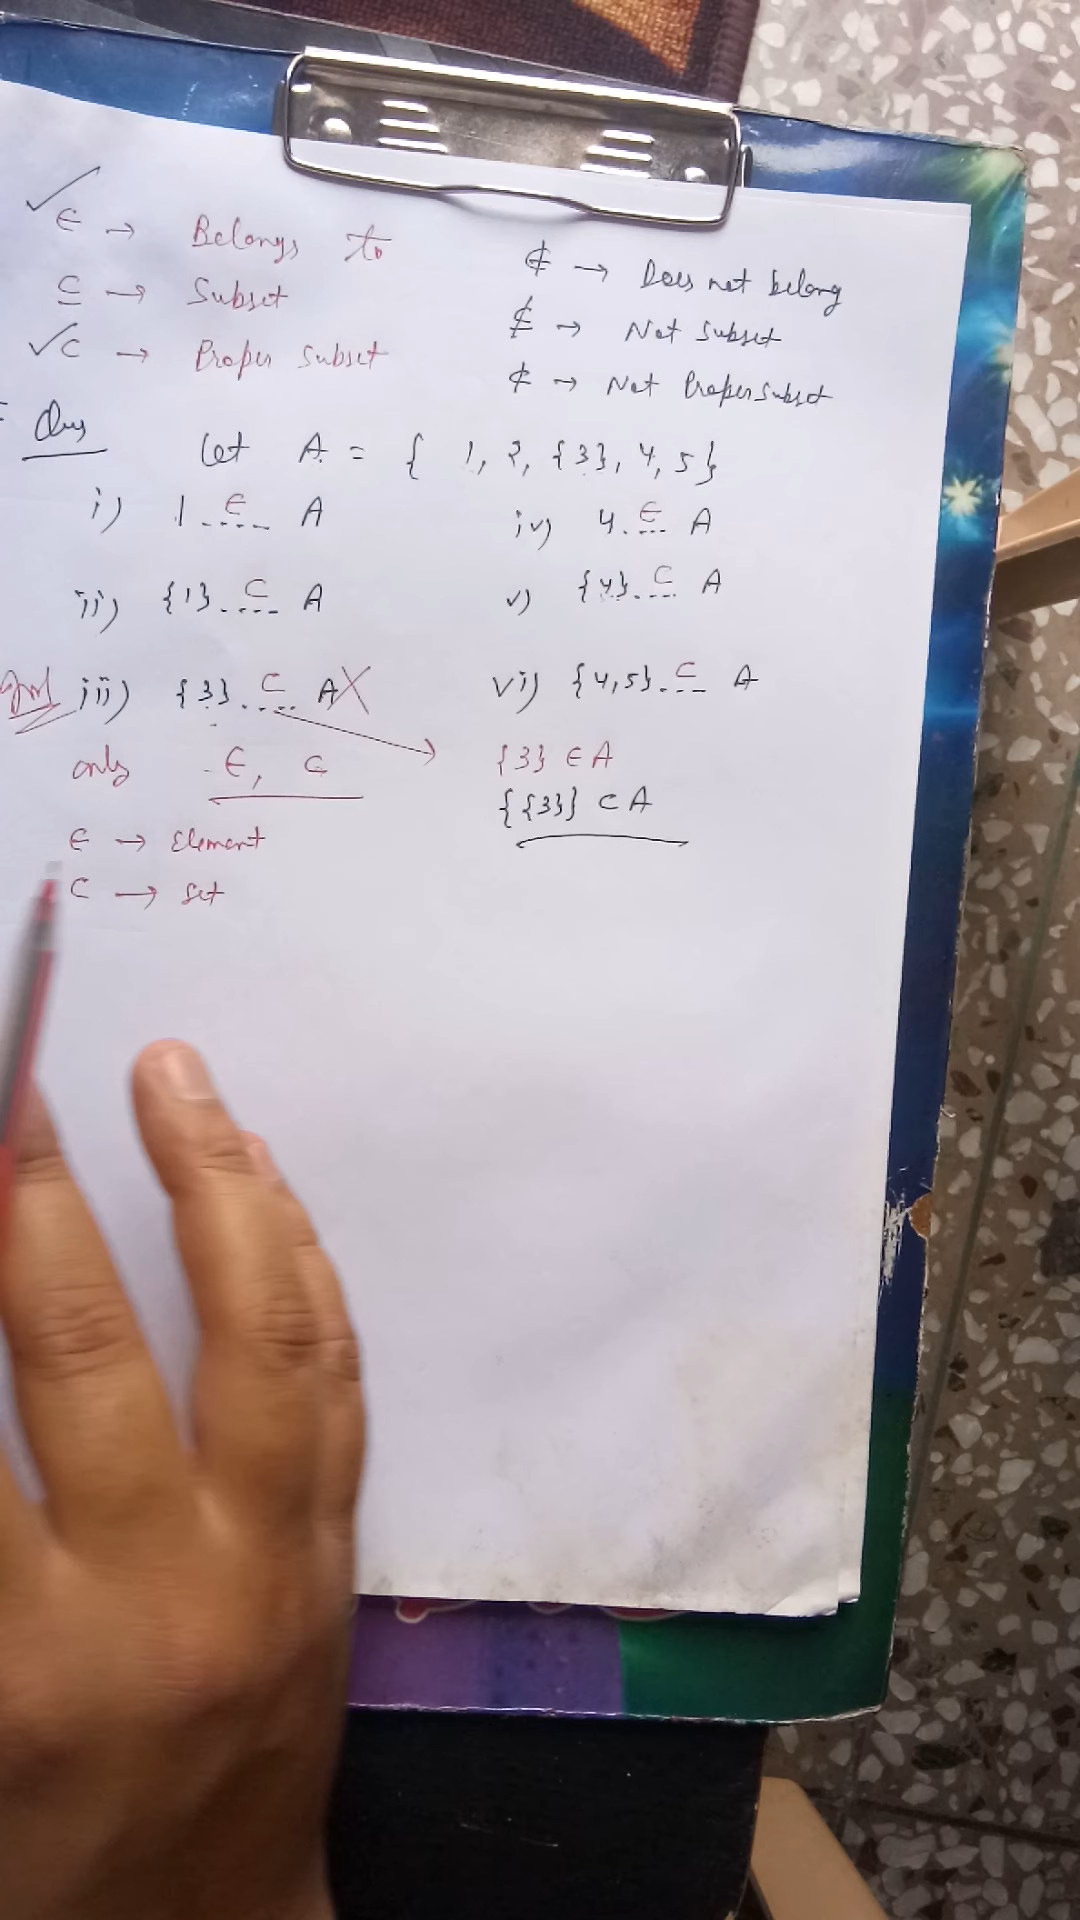 ✓ ∈ → Belongs to
⊆ → Subset
✓ ⊂ → Proper subset
∉ → Does not belong
⊈ → Not Subset
⊄ → Not Proper Subset
Ques Let A = { 1, 2, {3}, 4, 5}
i) 1 .∈.... A
ii) {1} .⊂.... A
iii) {3} .⊂.... A X
only ∈, ⊂
∈ → Element
⊂ → Set
iv) 4 .∈... A
v) {4} .⊂... A
vi) {4,5} .⊂... A
{3} ∈ A
{{3}} ⊂ A